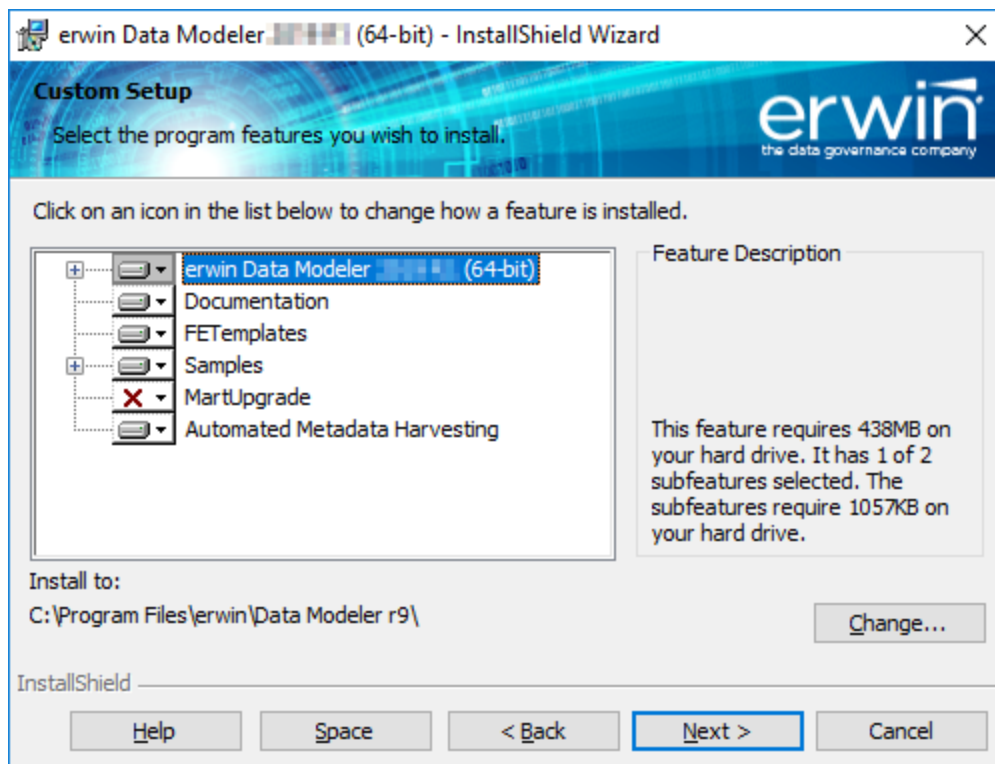 erwin Data Modeler (64-bit) - InstallShield Wizard
Custom Setup
Select the program features you wish to install.
erwin
the data governance company
Click on an icon in the list below to change how a feature is installed.
erwin Data Modeler (64-bit)
Documentation
FETemplates
Samples
MartUpgrade
Automated Metadata Harvesting
Feature Description
This feature requires 438MB on
your hard drive. It has 1 of 2
subfeatures selected. The
subfeatures require 1057KB on
your hard drive.
Install to:
C:\Program Files\erwin\Data Modeler r9\
Change...
InstallShield
Help
Space
< Back
Next >
Cancel